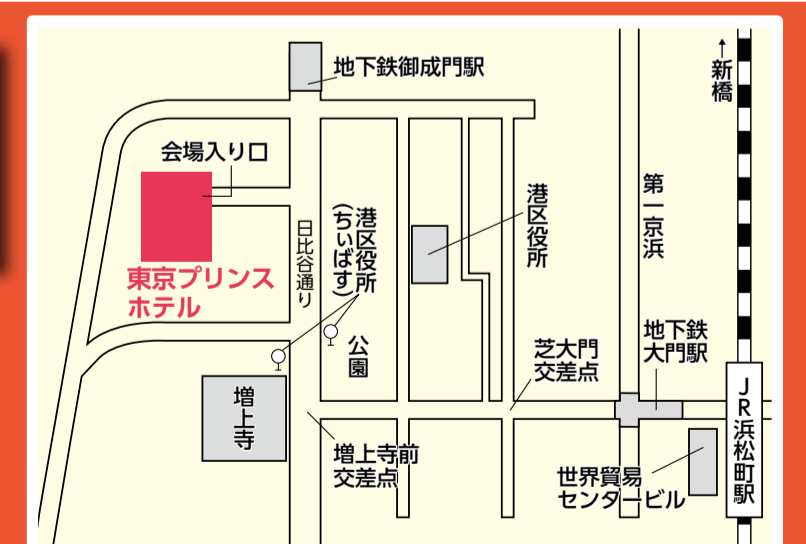 地下鉄御成門駅
↑新橋
会場入り口
第一京浜
港区役所
港区役所
(ちぃばす)
日比谷通り
東京プリンス
ホテル
公園
地下鉄
大門駅
芝大門
交差点
増上寺
JR浜松町駅
増上寺前
交差点
世界貿易
センタービル